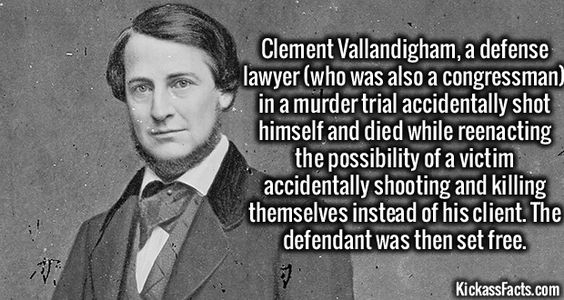 Clement Vallandigham, a defense
lawyer (who was also a congressman)
in a murder trial accidentally shot
himself and died while reenacting
the possibility of a victim
accidentally shooting and killing
themselves instead of his client. The
defendant was then set free.
KickassFacts.com